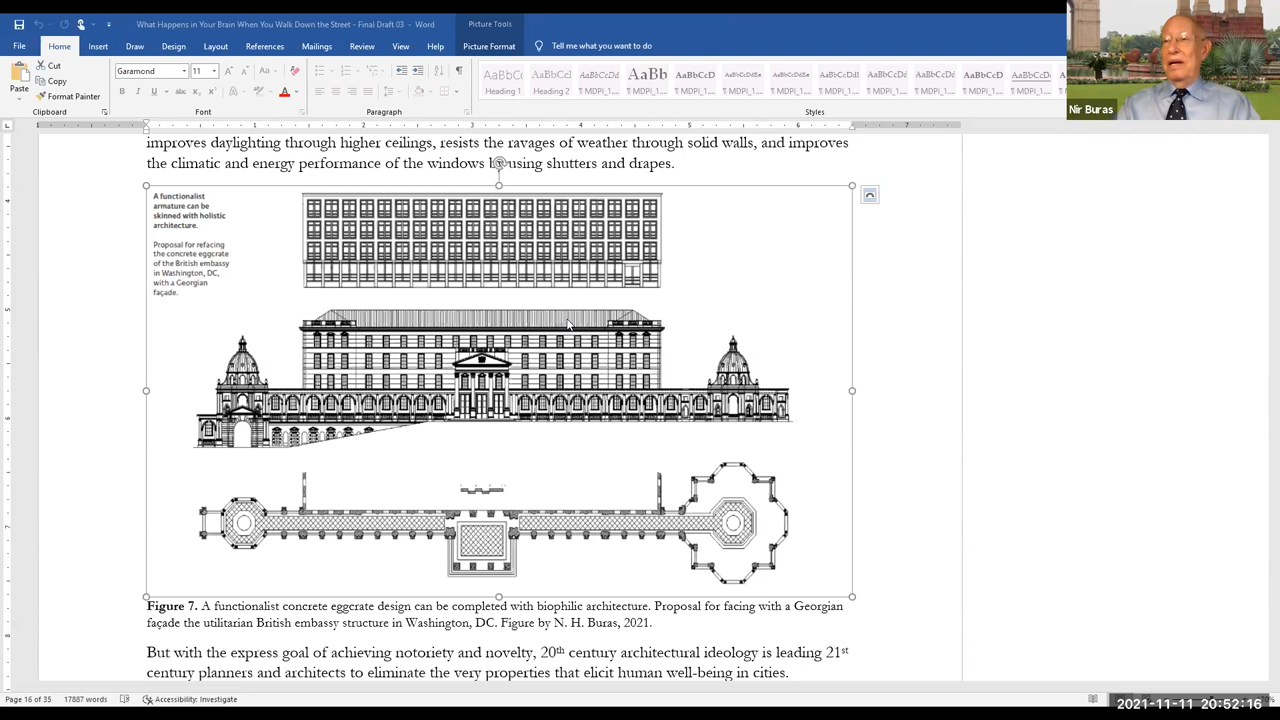 What Happens in Your Brain When You Walk Down the Street - Final Draft 03 - Word
Picture Tools
File Home Insert Draw Design Layout References Mailings Review View Help Picture Format Tell me what you want to do
Paste
Cut
Copy
Format Painter
Garamond 11
Heading 1 Heading 2
Clipboard Font Paragraph Styles
Nir Buras
improves daylighting through higher ceilings, resists the ravages of weather through solid walls, and improves
the climatic and energy performance of the windows by using shutters and drapes.
A functionalist
armature can be
skinned with holistic
architecture.
Proposal for refacing
the concrete eggcrate
of the British embassy
in Washington, DC,
with a Georgian
façade.
Figure 7. A functionalist concrete eggcrate design can be completed with biophilic architecture. Proposal for facing with a Georgian
façade the utilitarian British embassy structure in Washington, DC. Figure by N. H. Buras, 2021.
But with the express goal of achieving notoriety and novelty, 20th century architectural ideology is leading 21st
century planners and architects to eliminate the very properties that elicit human well-being in cities.
Page 16 of 35 17887 words Accessibility: Investigate
2021-11-11 20:52:16